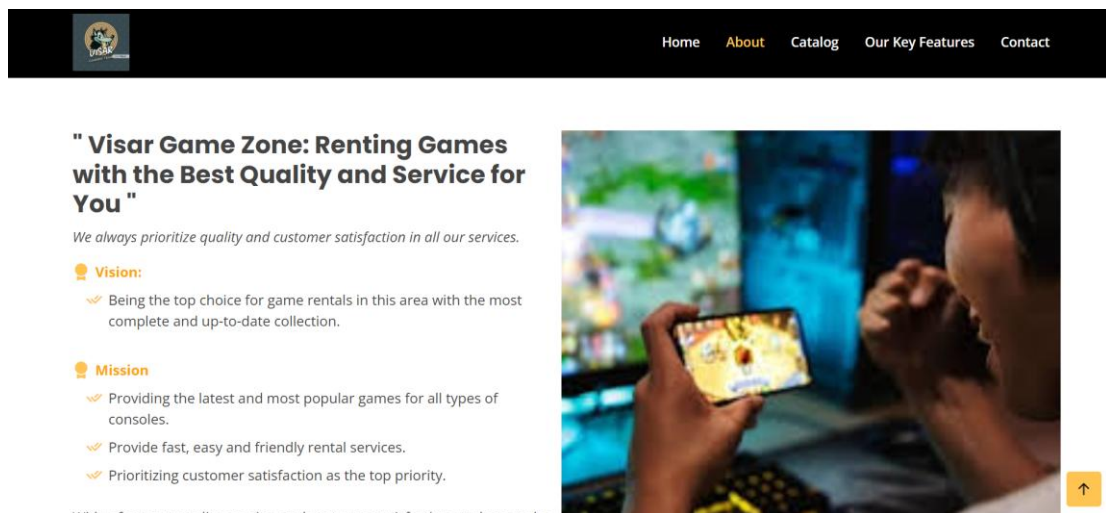 VISAR
Home About Catalog Our Key Features Contact
" Visar Game Zone: Renting Games
with the Best Quality and Service for
You "
We always prioritize quality and customer satisfaction in all our services.
Vision:
Being the top choice for game rentals in this area with the most
complete and up-to-date collection.
Mission
Providing the latest and most popular games for all types of
consoles.
Provide fast, easy and friendly rental services.
Prioritizing customer satisfaction as the top priority.